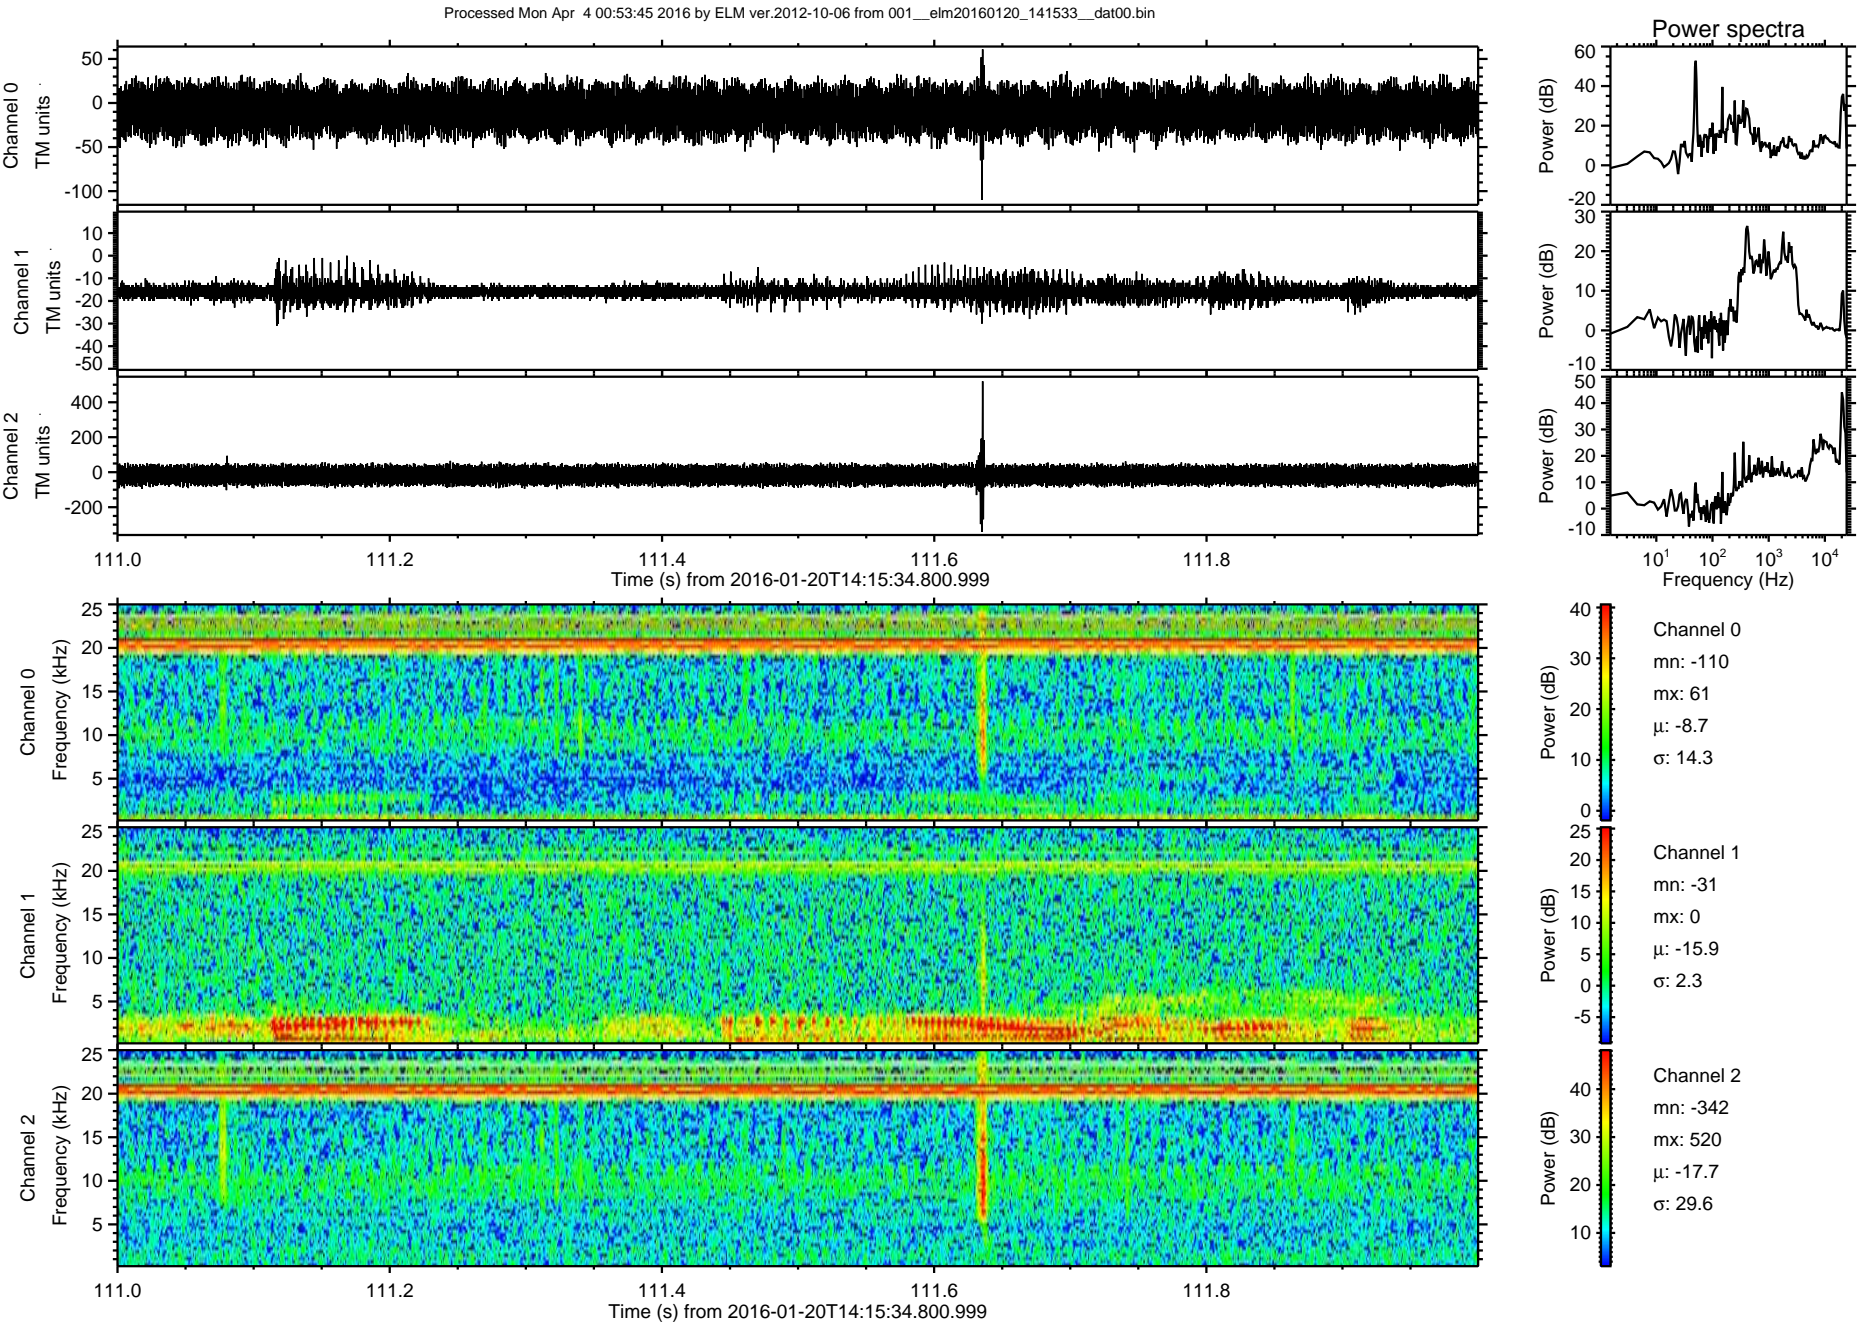 Processed Mon Apr  4 00:53:45 2016 by ELM ver.2012-10-06 from 001__elm20160120_141533__dat00.bin
Power spectra
Channel 0
TM units
50
0
-50
-100
Power (dB)
60
40
20
0
-20
Channel 1
TM units
10
0
-10
-20
-30
-40
-50
Power (dB)
30
20
10
0
-10
Channel 2
TM units
400
200
0
-200
Power (dB)
50
40
30
20
10
0
-10
111.0 111.2 111.4 111.6 111.8
Time (s) from 2016-01-20T14:15:34.800.999
10¹ 10² 10³ 10⁴
Frequency (Hz)
Channel 0
Frequency (kHz)
25
20
15
10
5
Power (dB)
40
30
20
10
0
Channel 0
mn: -110
mx: 61
μ: -8.7
σ: 14.3
Channel 1
Frequency (kHz)
25
20
15
10
5
Power (dB)
25
20
15
10
5
0
-5
Channel 1
mn: -31
mx: 0
μ: -15.9
σ: 2.3
Channel 2
Frequency (kHz)
25
20
15
10
5
Power (dB)
40
30
20
10
Channel 2
mn: -342
mx: 520
μ: -17.7
σ: 29.6
111.0 111.2 111.4 111.6 111.8
Time (s) from 2016-01-20T14:15:34.800.999